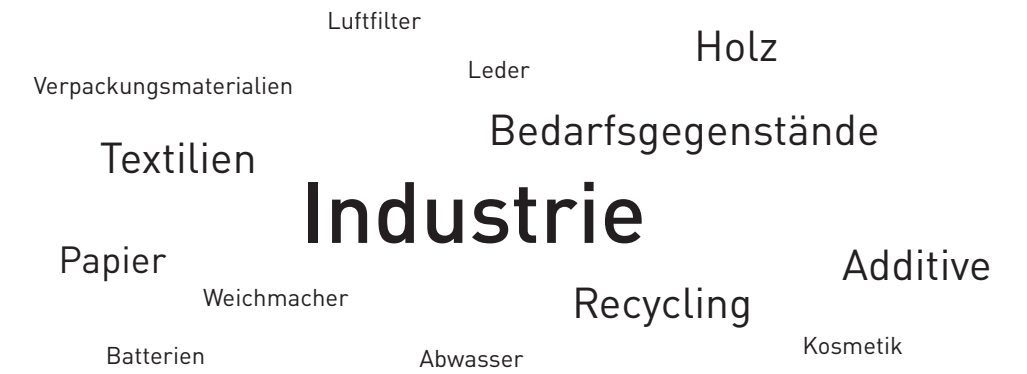 Luftfilter
Holz
Leder
Verpackungsmaterialien
Bedarfsgegenstände
Textilien
Industrie
Papier
Additive
Weichmacher
Recycling
Kosmetik
Batterien
Abwasser